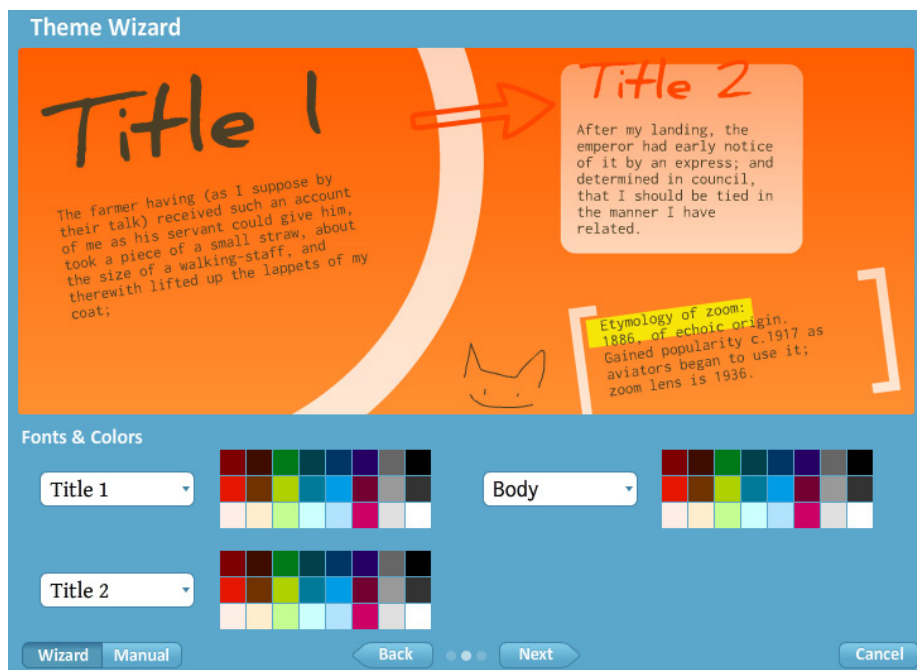 Theme Wizard
Title 1
The farmer having (as I suppose by
their talk) received such an account
of me as his servant could give him,
took a piece of a small straw, about
the size of a walking-staff, and
therewith lifted up the lappets of my
coat;
Title 2
After my landing, the
emperor had early notice
of it by an express; and
determined in council,
that I should be tied in
the manner I have
related.
Etymology of zoom:
1886, of echoic origin.
Gained popularity c.1917 as
aviators began to use it;
zoom lens is 1936.
Fonts & Colors
Title 1
Body
Title 2
Wizard Manual
Back
Next
Cancel